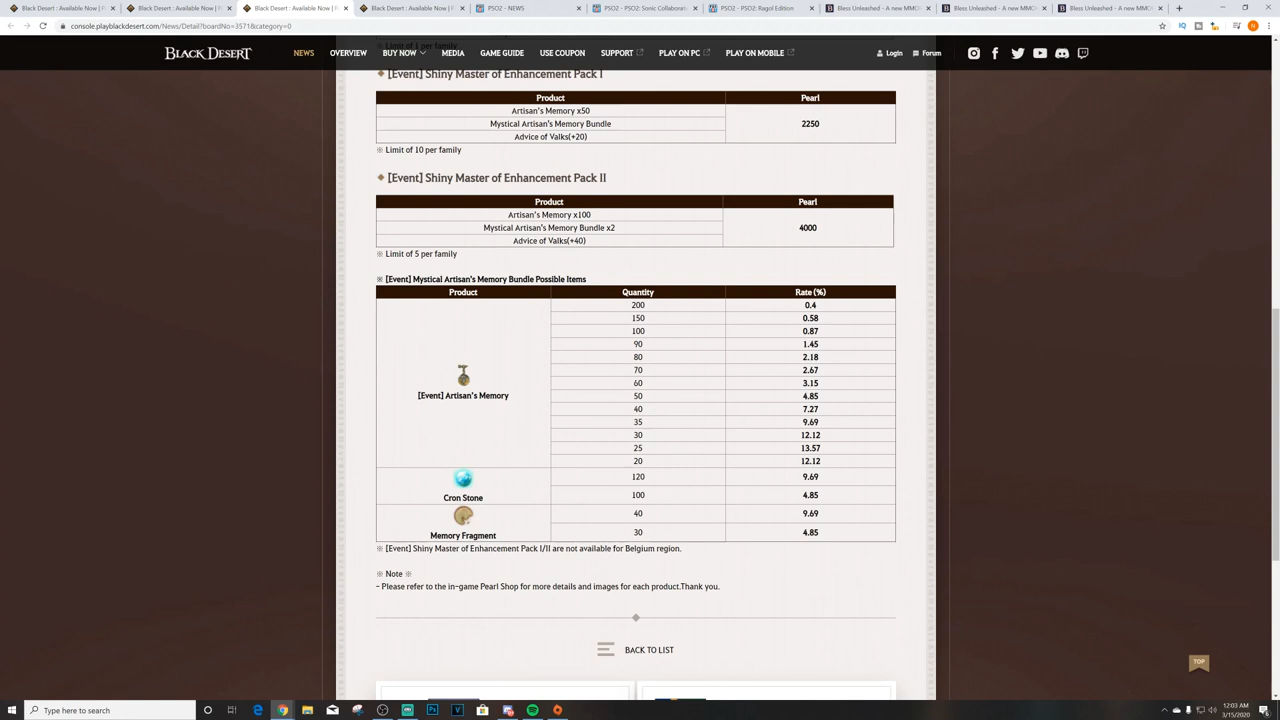 Black Desert : Available Now | F
Black Desert : Available Now |
Black Desert : Available Now |
Black Desert : Available Now |
PSO2 - NEWS
PSO2 - PSO2: Sonic Collaborati
PSO2 - PSO2: Ragol Edition
Bless Unleashed - A new MMO
Bless Unleashed - A new MMO
Bless Unleashed - A new MMO
console.playblackdesert.com/News/Detail?boardNo=3571&category=0
BLACK DESERT
NEWS OVERVIEW BUY NOW MEDIA GAME GUIDE USE COUPON SUPPORT PLAY ON PC PLAY ON MOBILE Login Forum
※ Limit of 1 per family
[Event] Shiny Master of Enhancement Pack I
Product Pearl
Artisan's Memory x50
Mystical Artisan's Memory Bundle 2250
Advice of Valks(+20)
※ Limit of 10 per family
[Event] Shiny Master of Enhancement Pack II
Product Pearl
Artisan's Memory x100
Mystical Artisan's Memory Bundle x2 4000
Advice of Valks(+40)
※ Limit of 5 per family
※ [Event] Mystical Artisan's Memory Bundle Possible Items
Product Quantity Rate (%)
200 0.4
150 0.58
100 0.87
90 1.45
80 2.18
70 2.67
60 3.15
[Event] Artisan's Memory 50 4.85
40 7.27
35 9.69
30 12.12
25 13.57
20 12.12
120 9.69
Cron Stone 100 4.85
40 9.69
Memory Fragment 30 4.85
※ [Event] Shiny Master of Enhancement Pack I/II are not available for Belgium region.
※ Note ※
- Please refer to the in-game Pearl Shop for more details and images for each product.Thank you.
BACK TO LIST
TOP
Type here to search
12:03 AM
3/15/2020